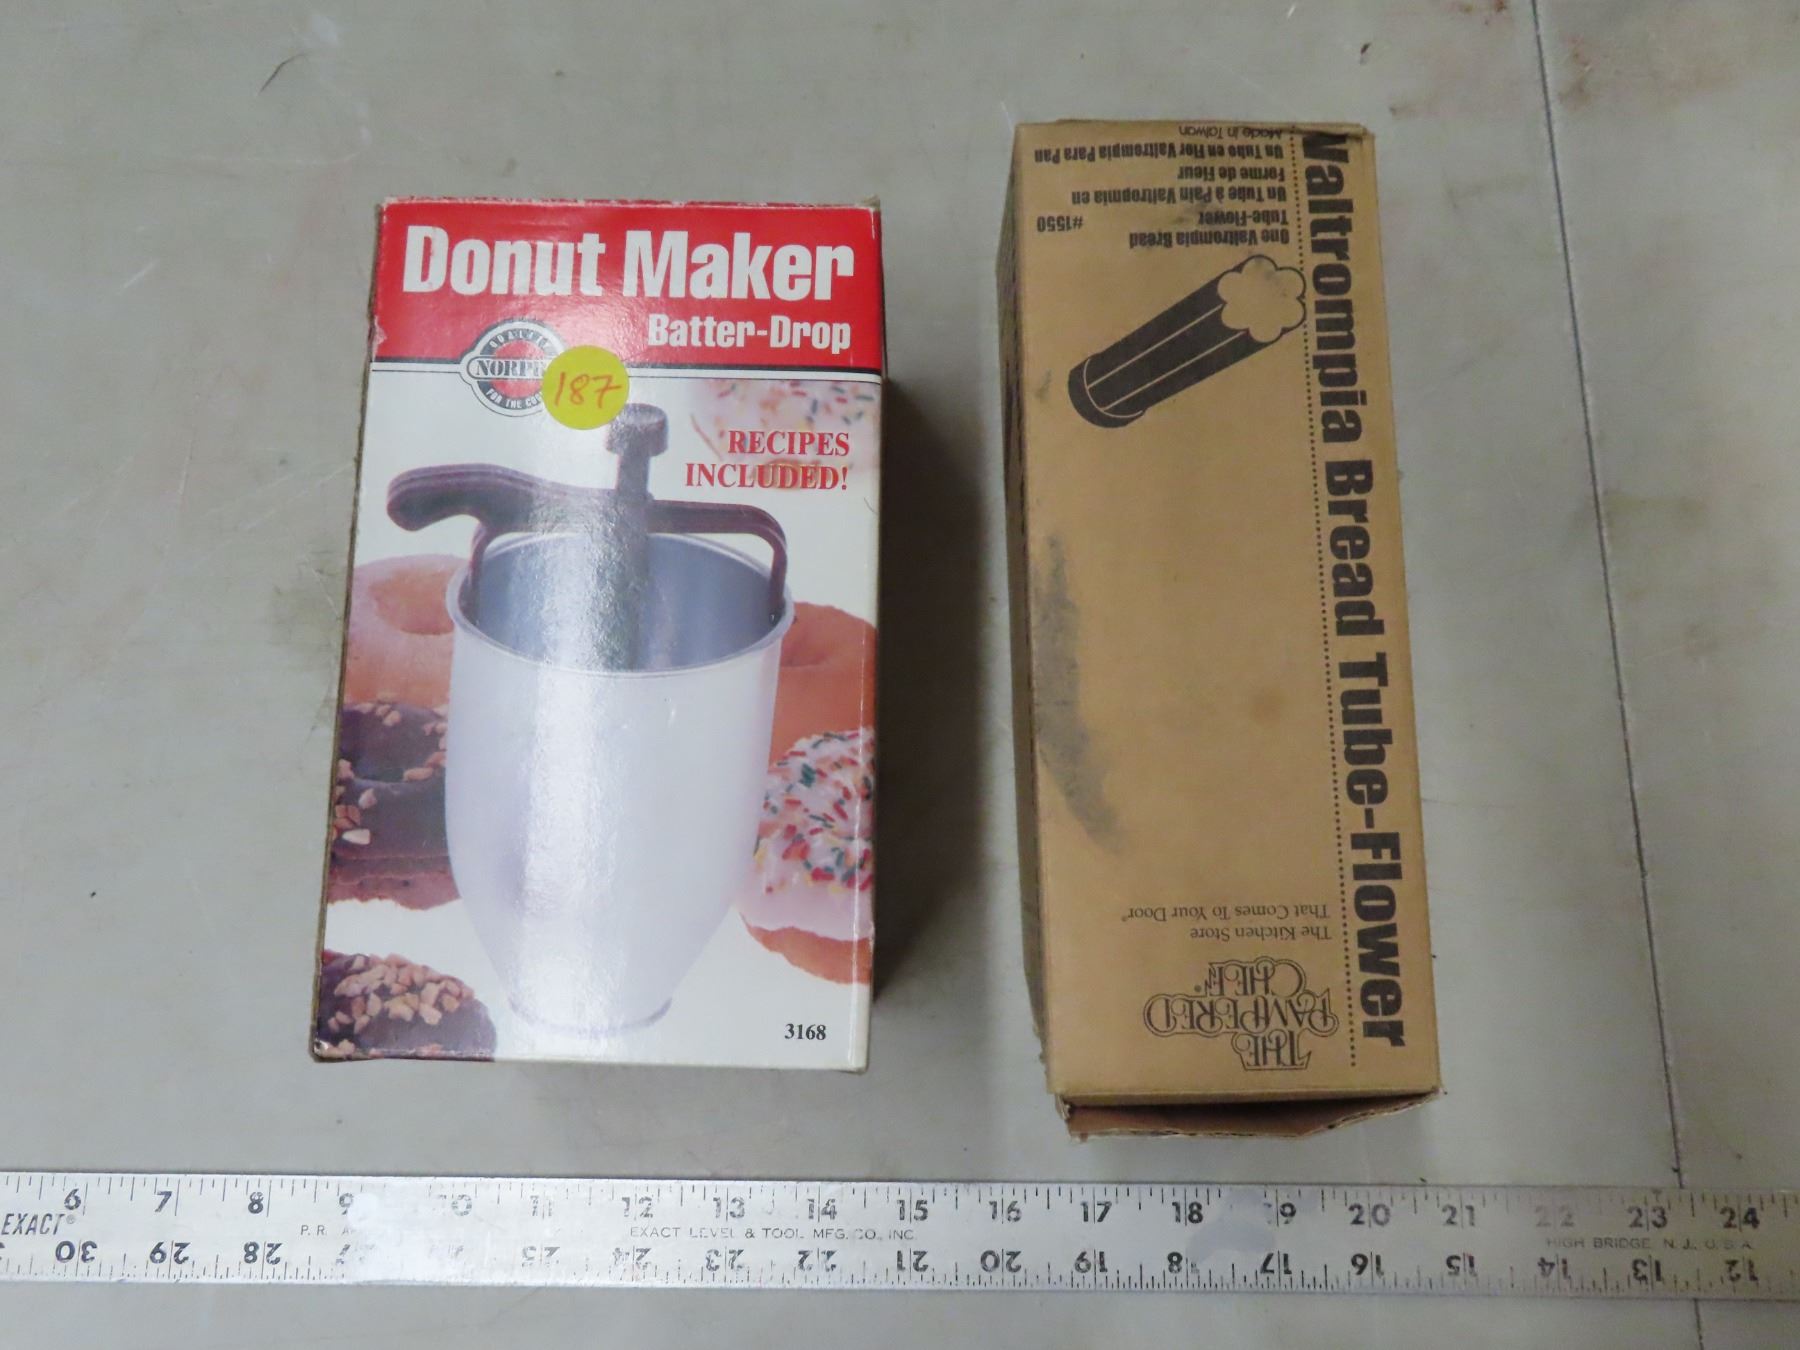 Donut Maker
Batter-Drop
QUALITY
FOR THE
187
RECIPES
INCLUDED!
3168
Valtrompia Bread Tube-Flower
One Valtrompia Bread
Tube-Flower #1550
Un Tube à Pain Valtrompia en
Forme de Fleur
Un Tubo en Flor Valtrompia Para Pan
Made in Taiwan
THE
PAMPERED
CHEF®
The Kitchen Store
That Comes To Your Door®
6 7 8 9 10 11 12 13 14 15 16 17 18 19 20 21 22 23 24
EXACT® P.R. EXACT LEVEL & TOOL MFG. CO., INC. HIGH BRIDGE, N.J., U.S.A.
30 29 28 25 24 23 22 21 20 19 18 17 16 15 14 13 12